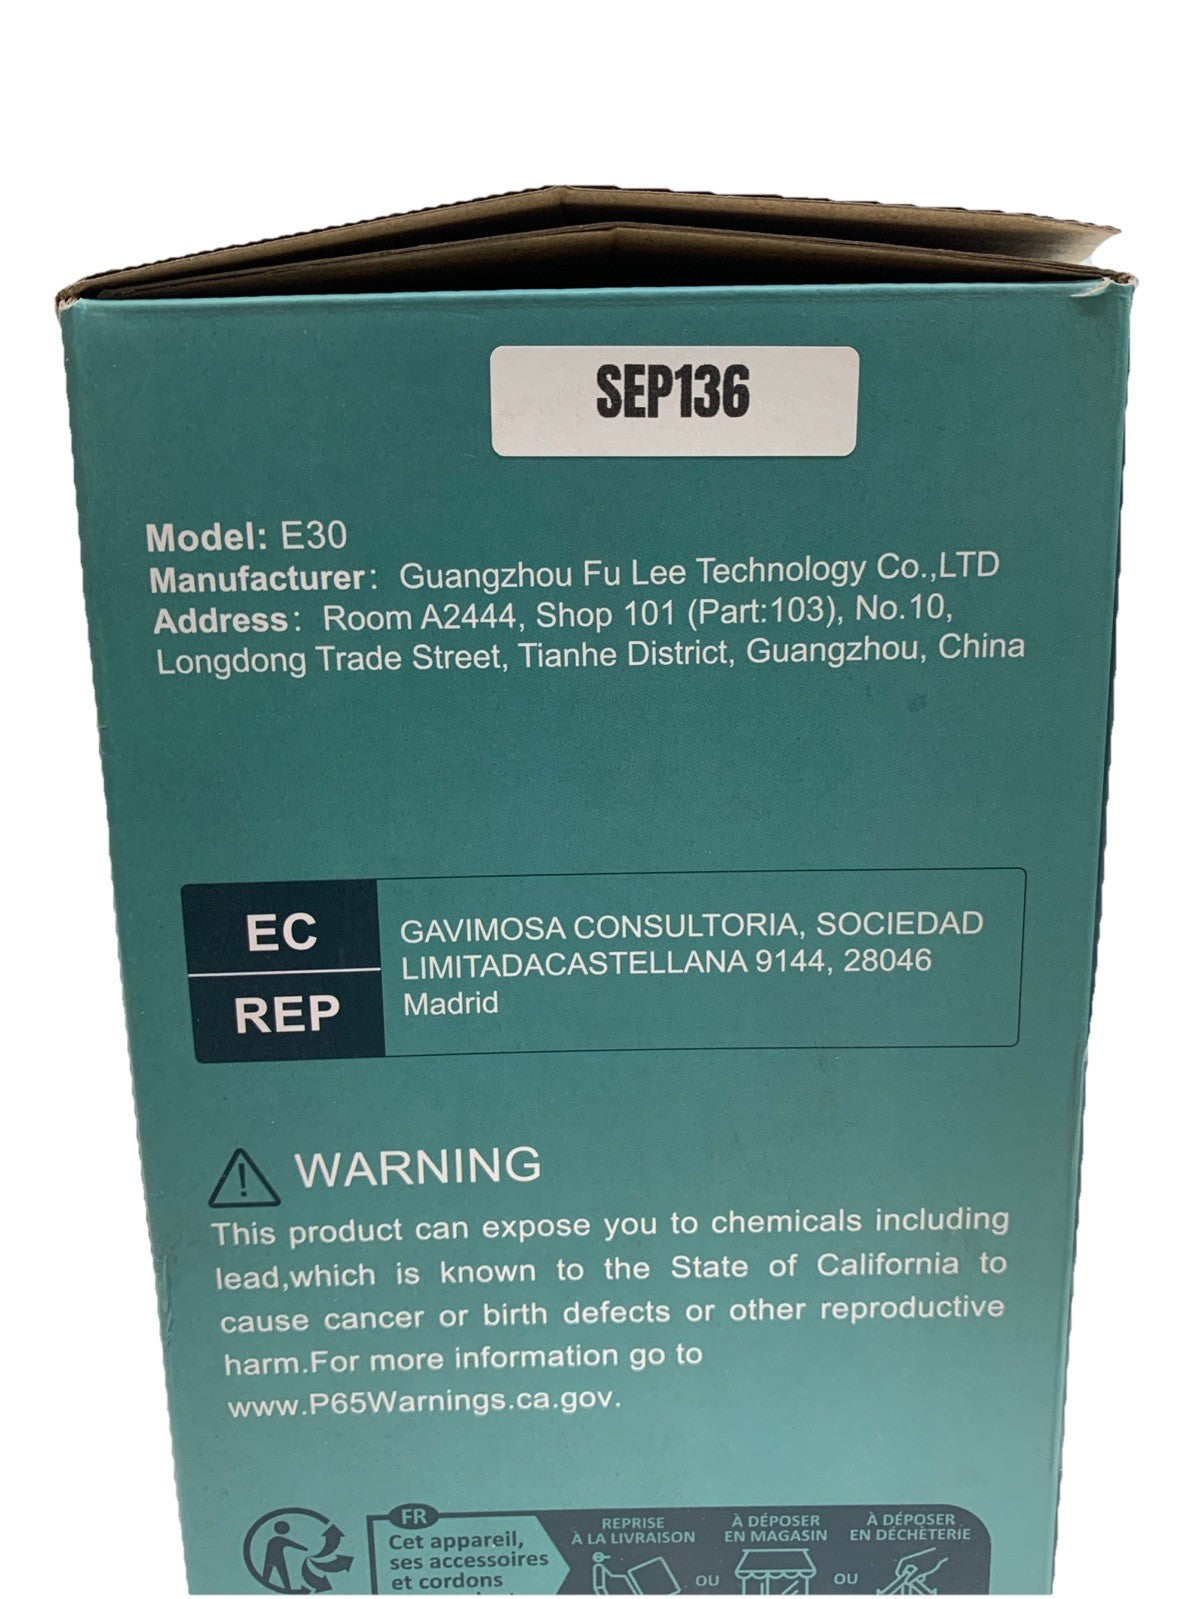 SEP136
Model: E30
Manufacturer: Guangzhou Fu Lee Technology Co.,LTD
Address: Room A2444, Shop 101 (Part:103), No.10,
Longdong Trade Street, Tianhe District, Guangzhou, China
EC
REP
GAVIMOSA CONSULTORIA, SOCIEDAD
LIMITADACASTELLANA 9144, 28046
Madrid
WARNING
This product can expose you to chemicals including
lead,which is known to the State of California to
cause cancer or birth defects or other reproductive
harm.For more information go to
www.P65Warnings.ca.gov.
FR
Cet appareil,
ses accessoires
et cordons
REPRISE
À LA LIVRAISON
OU
À DÉPOSER
EN MAGASIN
OU
À DÉPOSER
EN DÉCHÈTERIE